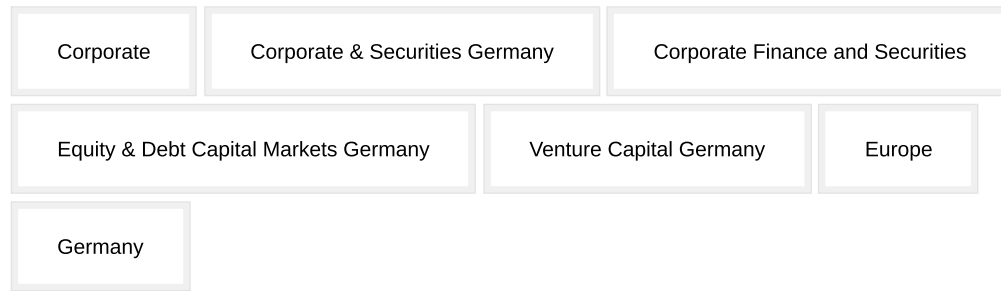 Corporate Corporate & Securities Germany Corporate Finance and Securities
Equity & Debt Capital Markets Germany Venture Capital Germany Europe
Germany